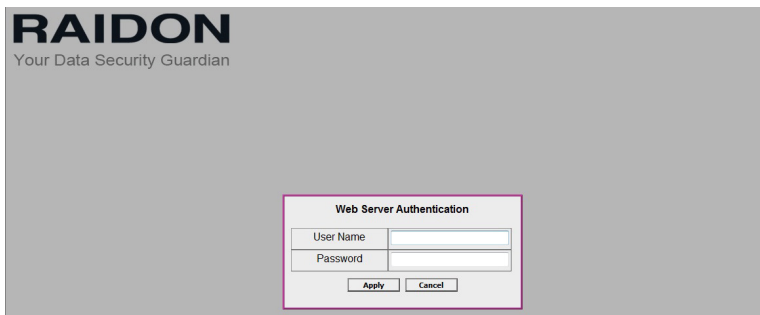 RAIDON
Your Data Security Guardian
Web Server Authentication
User Name
Password
Apply Cancel